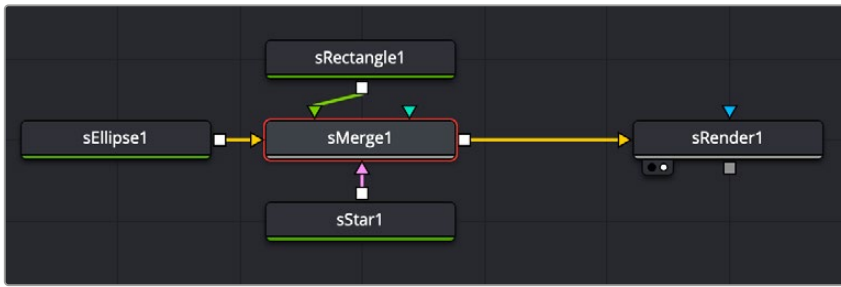 sRectangle1
sEllipse1
sMerge1
sRender1
sStar1